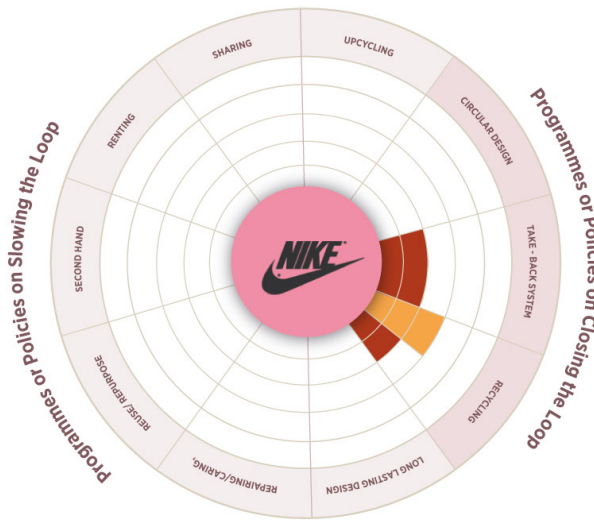 SHARING
UPCYCLING
RENTING
CIRCULAR DESIGN
SECOND HAND
TAKE - BACK SYSTEM
REUSE/ REPURPOSE
RECYCLING
REPAIRING/CARING,
LONG LASTING DESIGN
NIKE
Programmes or Policies on Slowing the Loop
Programmes or Policies on Closing the Loop